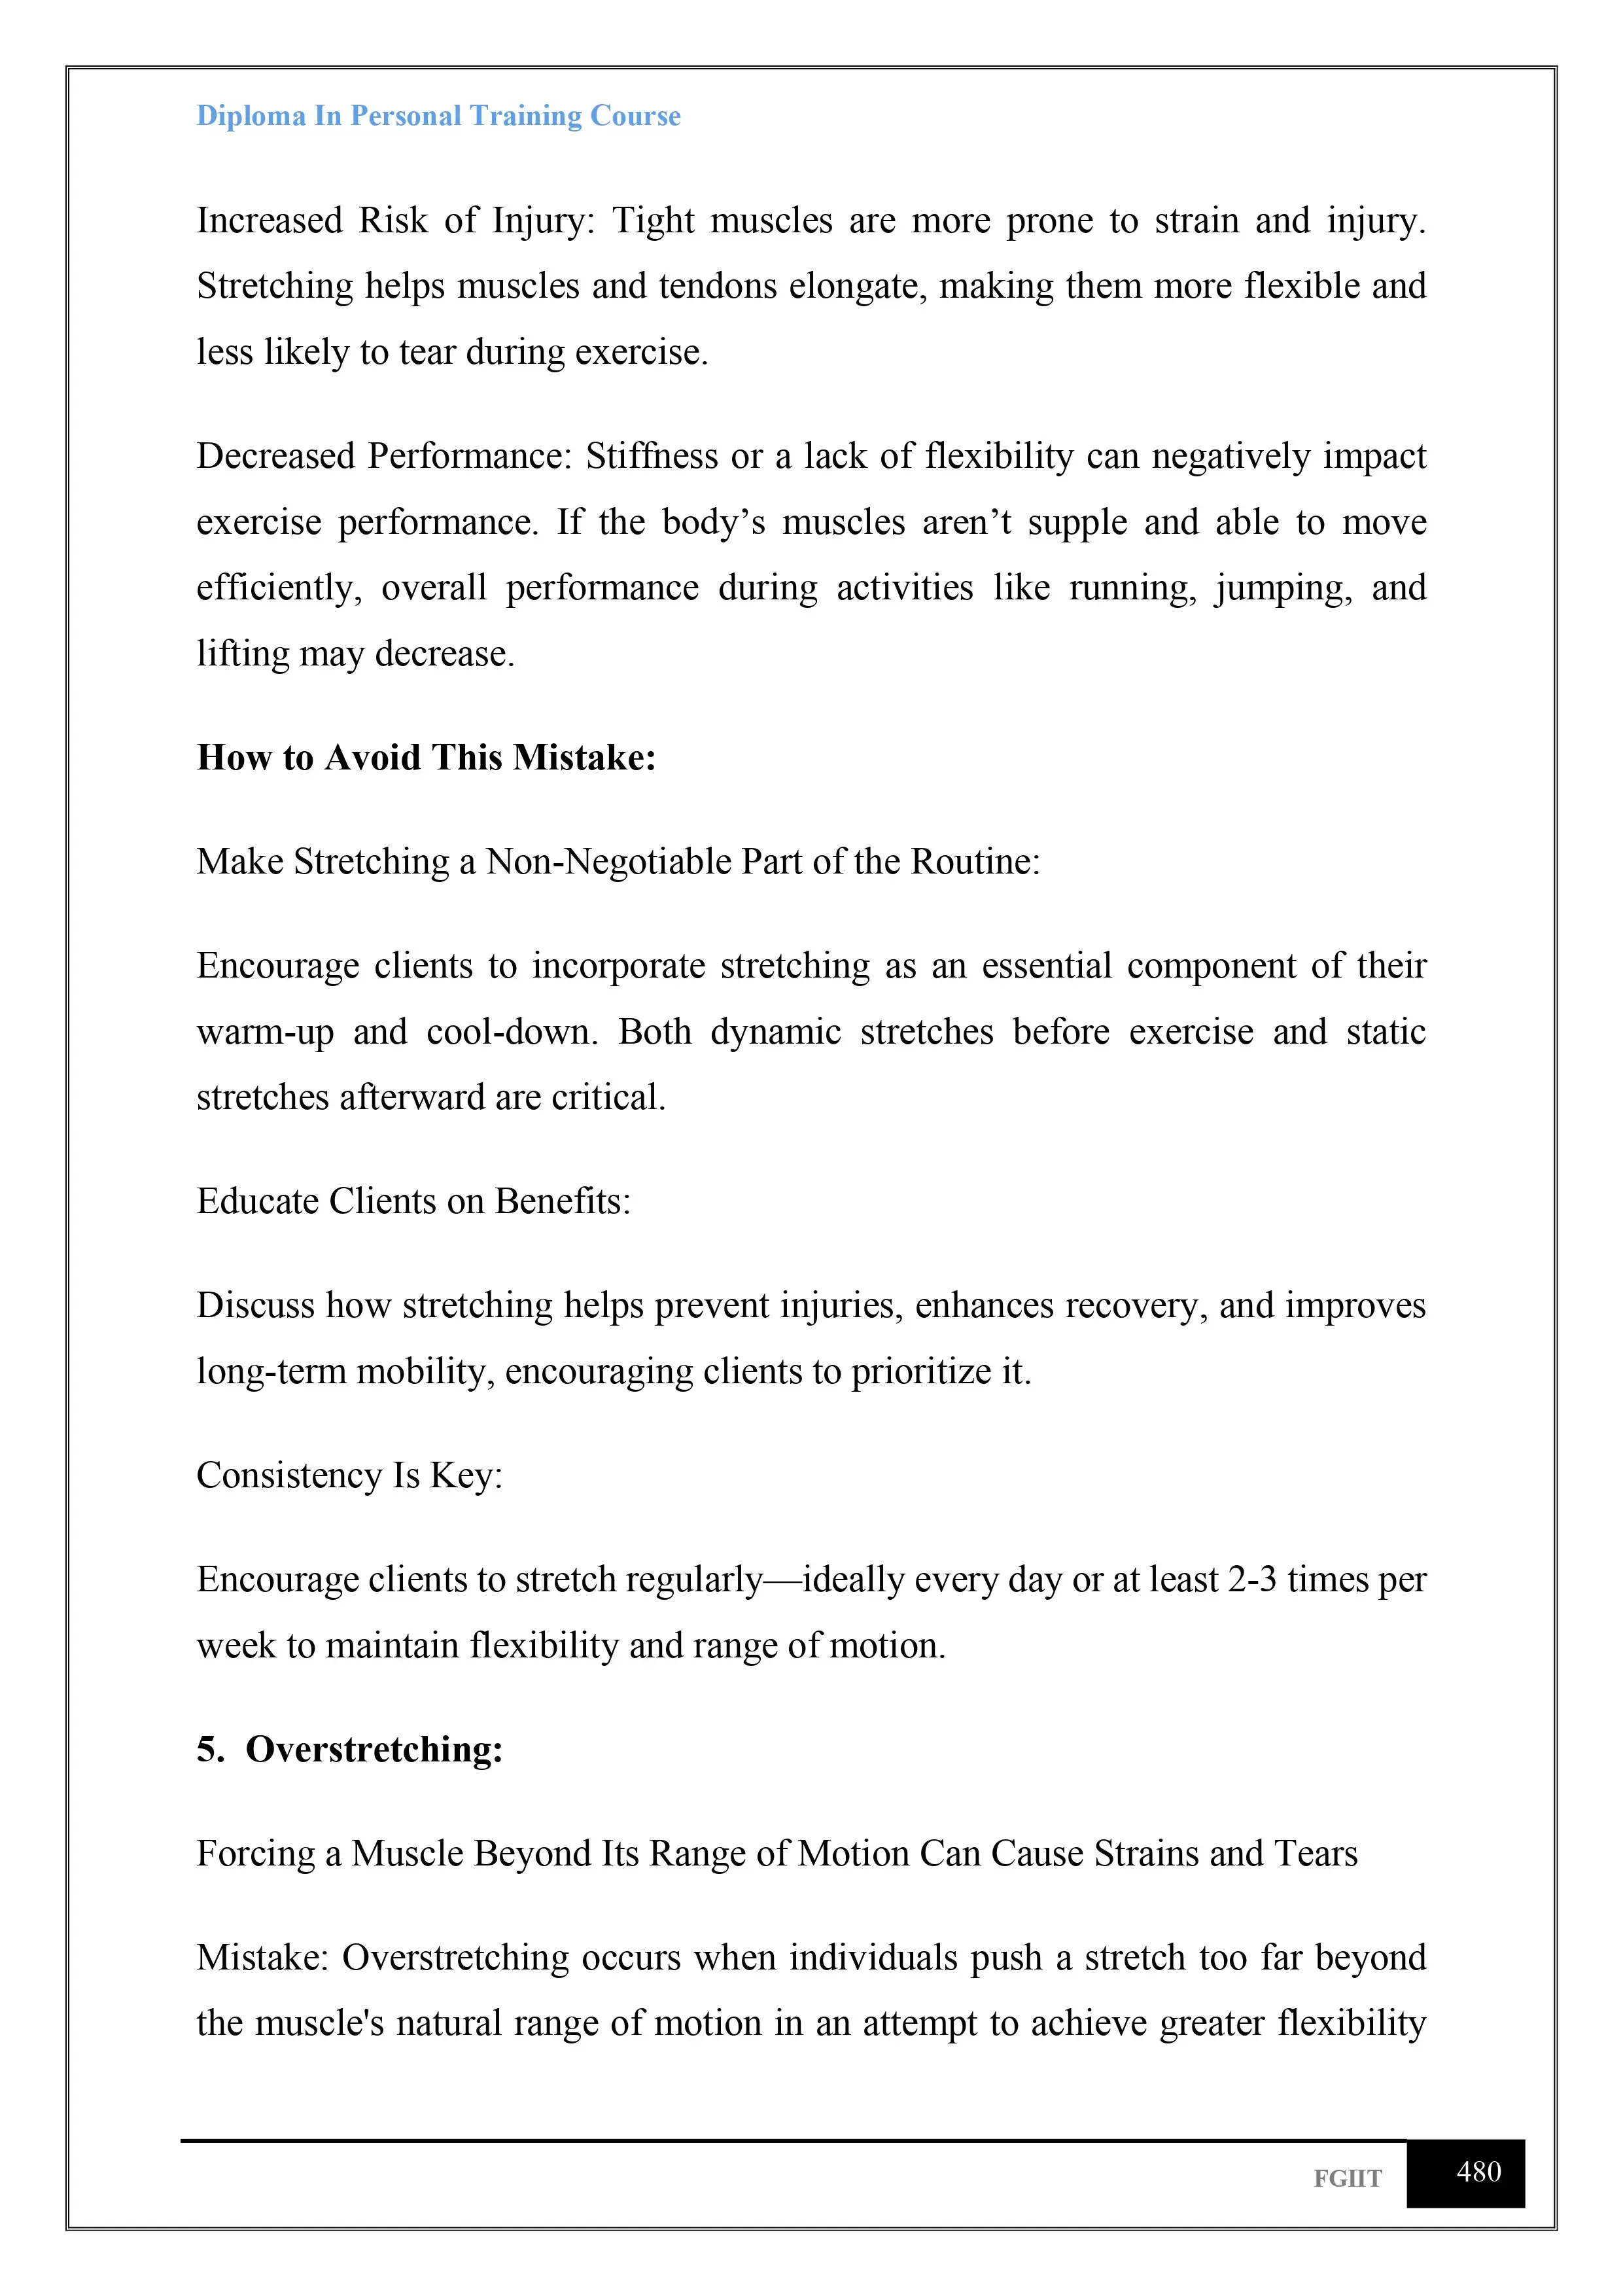 Diploma In Personal Training Course
Increased Risk of Injury: Tight muscles are more prone to strain and injury.
Stretching helps muscles and tendons elongate, making them more flexible and
less likely to tear during exercise.
Decreased Performance: Stiffness or a lack of flexibility can negatively impact
exercise performance. If the body’s muscles aren’t supple and able to move
efficiently, overall performance during activities like running, jumping, and
lifting may decrease.
How to Avoid This Mistake:
Make Stretching a Non-Negotiable Part of the Routine:
Encourage clients to incorporate stretching as an essential component of their
warm-up and cool-down. Both dynamic stretches before exercise and static
stretches afterward are critical.
Educate Clients on Benefits:
Discuss how stretching helps prevent injuries, enhances recovery, and improves
long-term mobility, encouraging clients to prioritize it.
Consistency Is Key:
Encourage clients to stretch regularly—ideally every day or at least 2-3 times per
week to maintain flexibility and range of motion.
5. Overstretching:
Forcing a Muscle Beyond Its Range of Motion Can Cause Strains and Tears
Mistake: Overstretching occurs when individuals push a stretch too far beyond
the muscle's natural range of motion in an attempt to achieve greater flexibility
FGIIT 480